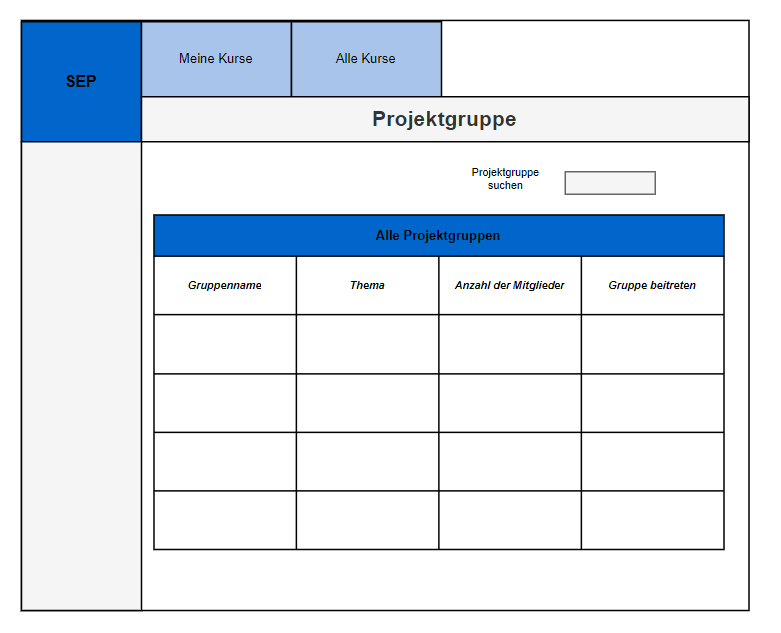 SEP
Meine Kurse
Alle Kurse
Projektgruppe
Projektgruppe
suchen
Alle Projektgruppen
Gruppenname
Thema
Anzahl der Mitglieder
Gruppe beitreten